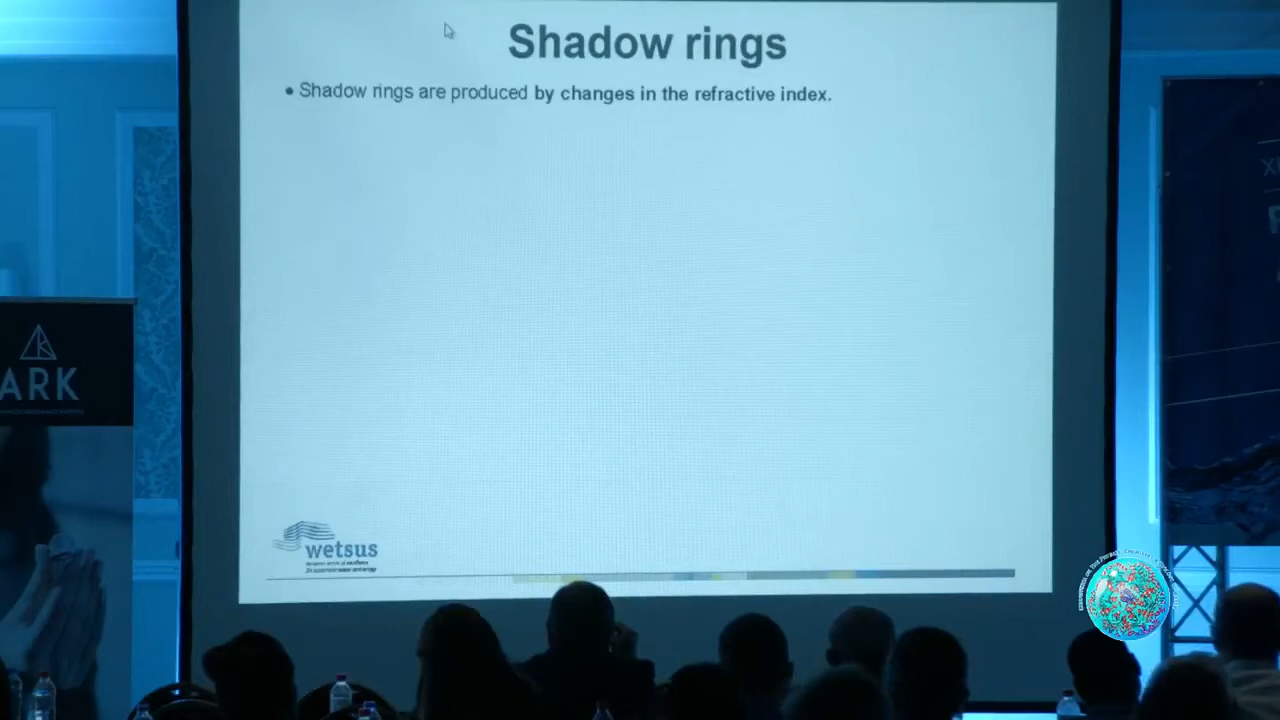 Shadow rings
• Shadow rings are produced by changes in the refractive index.
ARK
wetsus